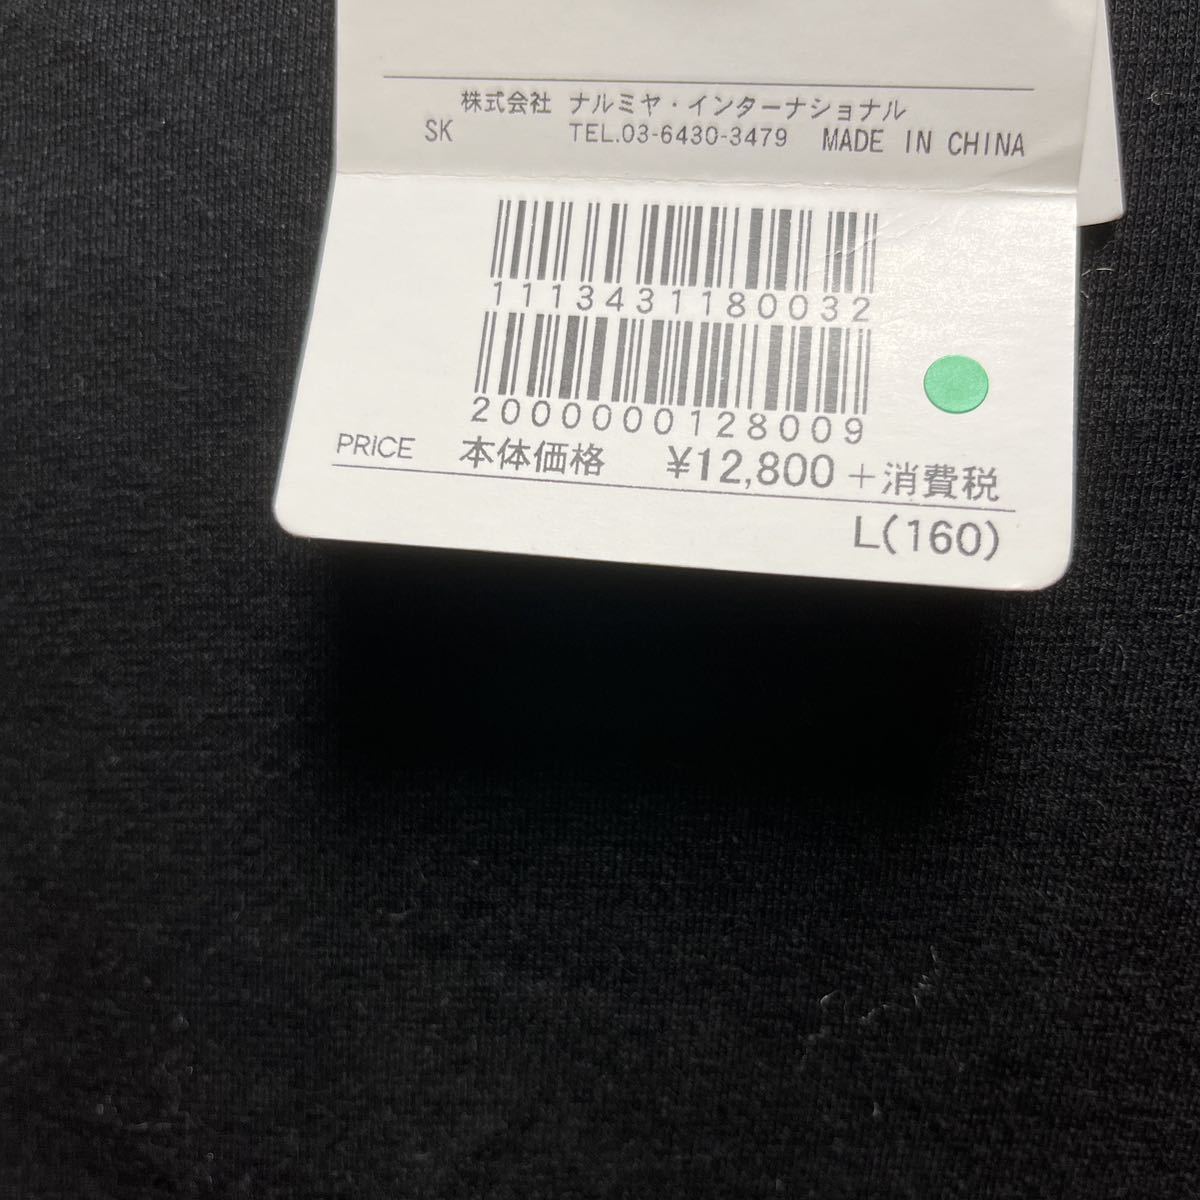 株式会社 ナルミヤ・インターナショナル
SK TEL.03-6430-3479 MADE IN CHINA
1113431180032
2000000128009
PRICE 本体価格 ¥12,800 +消費税
L(160)